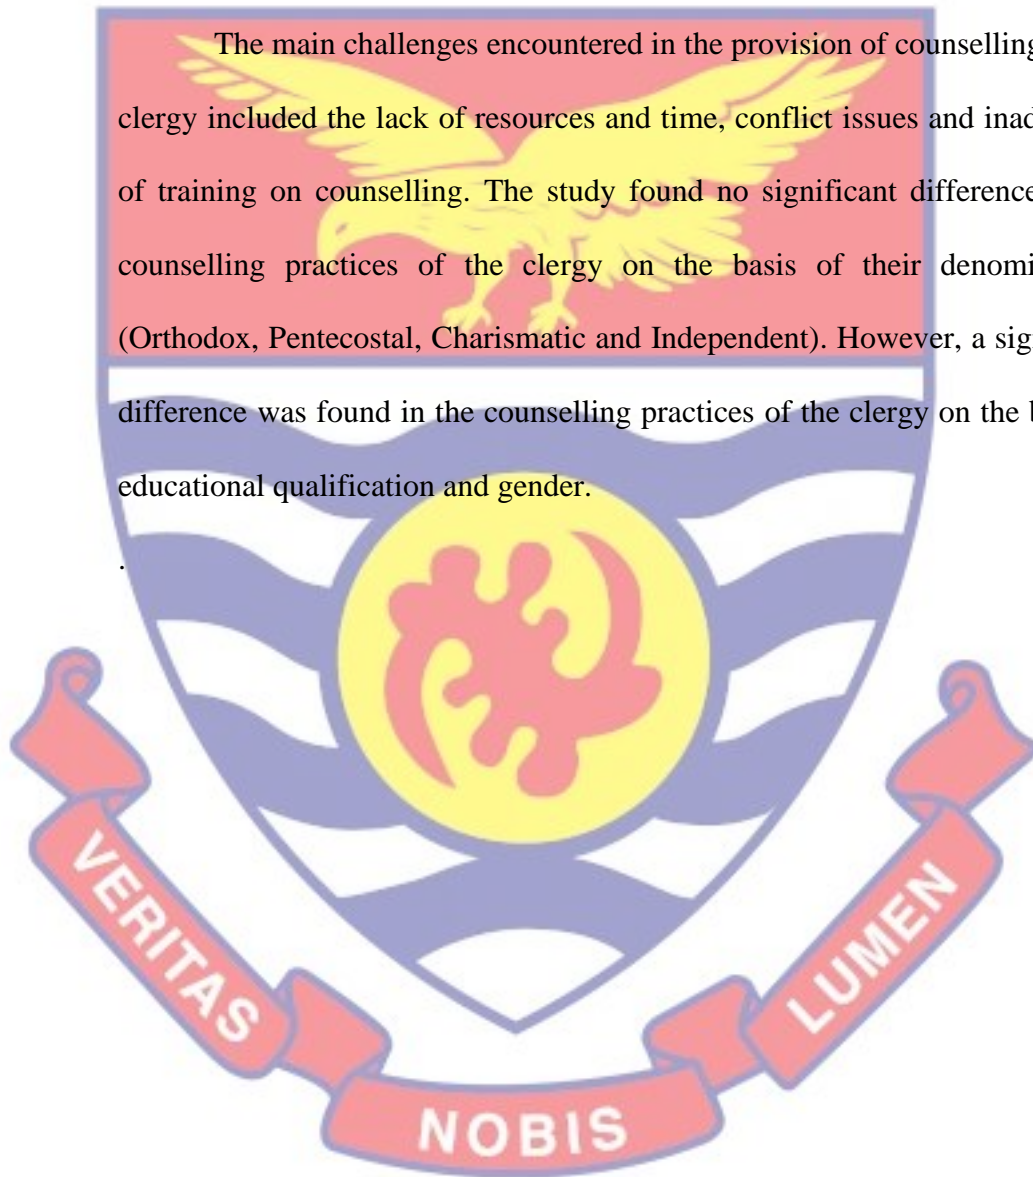 The main challenges encountered in the provision of counselling
clergy included the lack of resources and time, conflict issues and inad
of training on counselling. The study found no significant difference
counselling practices of the clergy on the basis of their denomi
(Orthodox, Pentecostal, Charismatic and Independent). However, a sig
difference was found in the counselling practices of the clergy on the b
educational qualification and gender.
.
VERITAS
NOBIS
LUMEN